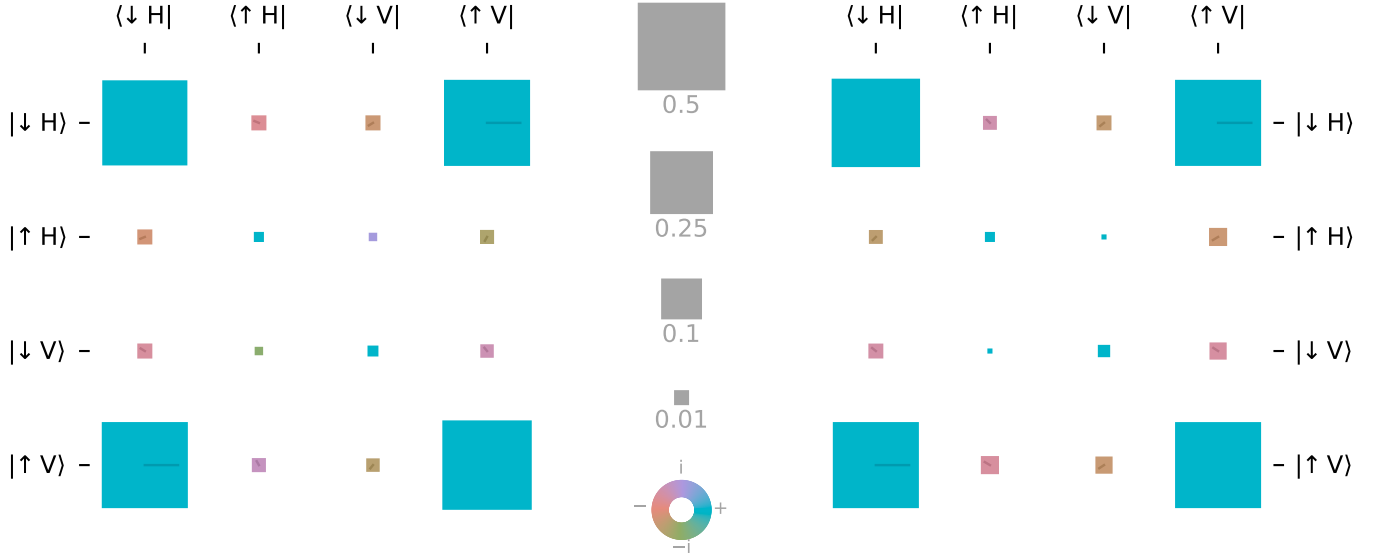 ⟨↓ H| ⟨↑ H| ⟨↓ V| ⟨↑ V| ⟨↓ H| ⟨↑ H| ⟨↓ V| ⟨↑ V|
0.5
|↓ H⟩ |↓ H⟩
0.25
|↑ H⟩ |↑ H⟩
0.1
|↓ V⟩ |↓ V⟩
0.01
|↑ V⟩ |↑ V⟩
i
− +
−i